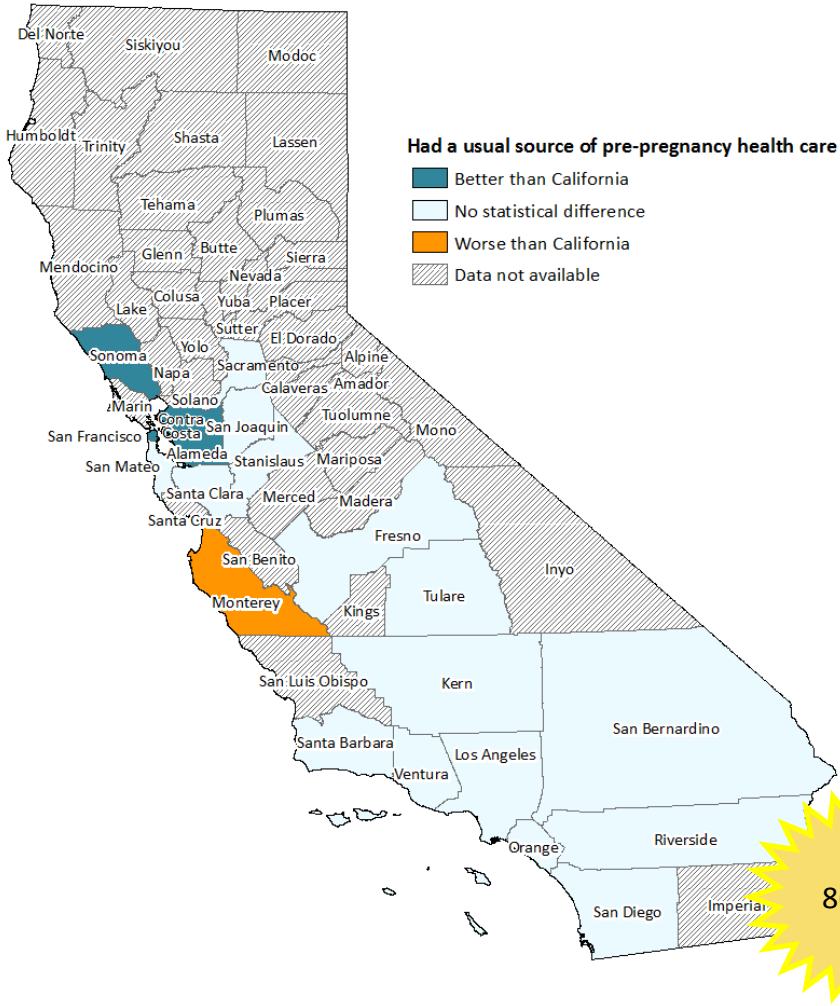 Del Norte
Siskiyou
Modoc
Humboldt
Trinity
Shasta
Lassen
Had a usual source of pre-pregnancy health care
Better than California
No statistical difference
Worse than California
Data not available
Tehama
Plumas
Mendocino
Glenn
Butte
Sierra
Nevada
Colusa
Yuba
Placer
Lake
Sutter
El Dorado
Sonoma
Yolo
Napa
Sacramento
Alpine
Amador
Calaveras
Marin
Solano
Tuolumne
Mono
Contra
Costa
San Joaquin
San Francisco
Alameda
Stanislaus
Mariposa
San Mateo
Santa Clara
Merced
Madera
Santa Cruz
Fresno
San Benito
Inyo
Monterey
Kings
Tulare
San Luis Obispo
Kern
San Bernardino
Santa Barbara
Los Angeles
Ventura
Orange
Riverside
San Diego
Imperial
8